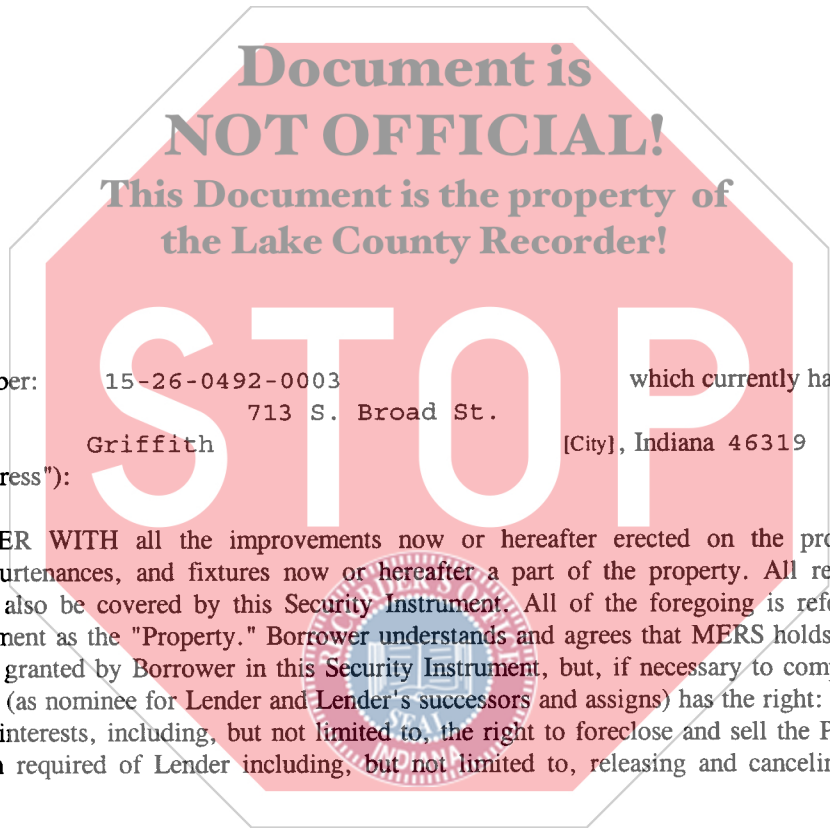 Document is
NOT OFFICIAL!
This Document is the property of
the Lake County Recorder!
STOP
ber: 15-26-0492-0003 which currently ha
713 S. Broad St.
Griffith [City], Indiana 46319
ress"):
ER WITH all the improvements now or hereafter erected on the pro
urtenances, and fixtures now or hereafter a part of the property. All re
also be covered by this Security Instrument. All of the foregoing is refe
ment as the "Property." Borrower understands and agrees that MERS holds
granted by Borrower in this Security Instrument, but, if necessary to comp
(as nominee for Lender and Lender's successors and assigns) has the right:
interests, including, but not limited to, the right to foreclose and sell the P
n required of Lender including, but not limited to, releasing and cancelin
SEAL
INDIANA